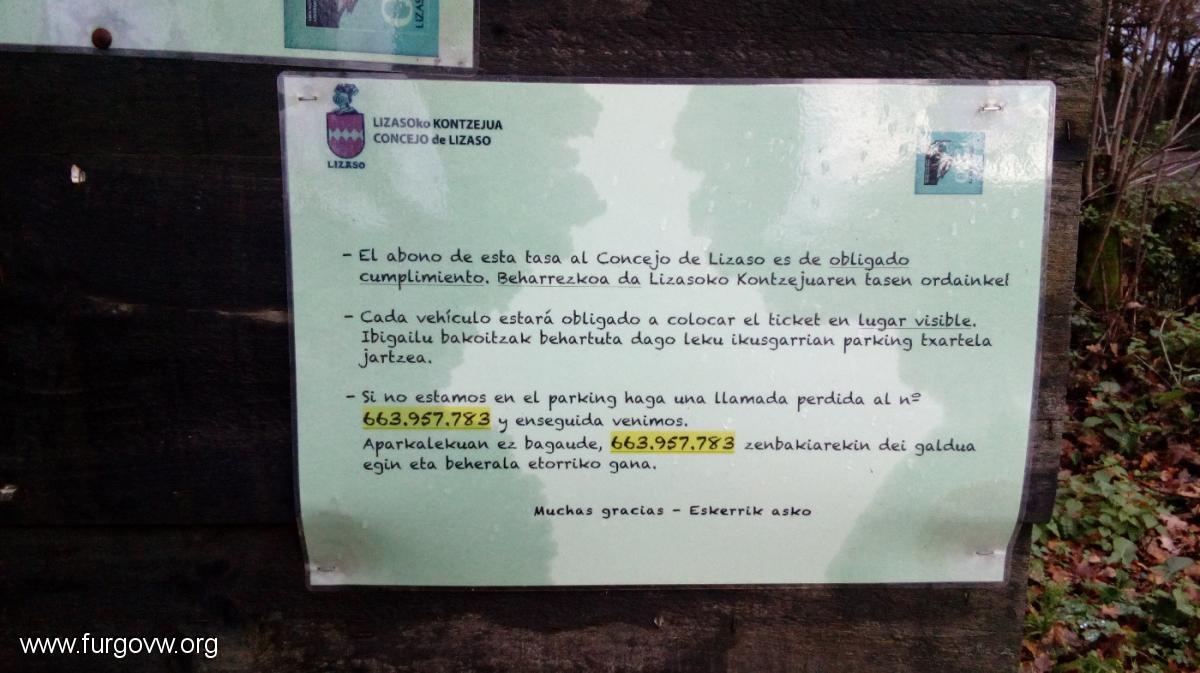 LIZASOko KONTZEJUA
CONCEJO de LIZASO
LIZASO
- El abono de esta tasa al Concejo de Lizaso es de obligado
cumplimiento. Beharrezkoa da Lizasoko Kontzejuaren tasen ordainke!
- Cada vehículo estará obligado a colocar el ticket en lugar visible.
Ibigailu bakoitzak behartuta dago leku ikusgarrian parking txartela
jartzea.
- Si no estamos en el parking haga una llamada perdida al nº
663.957.783 y enseguida venimos.
Aparkalekuan ez bagaude, 663.957.783 zenbakiarekin dei galdua
egin eta beherala etorriko gana.
Muchas gracias - Eskerrik asko
www.furgovw.org